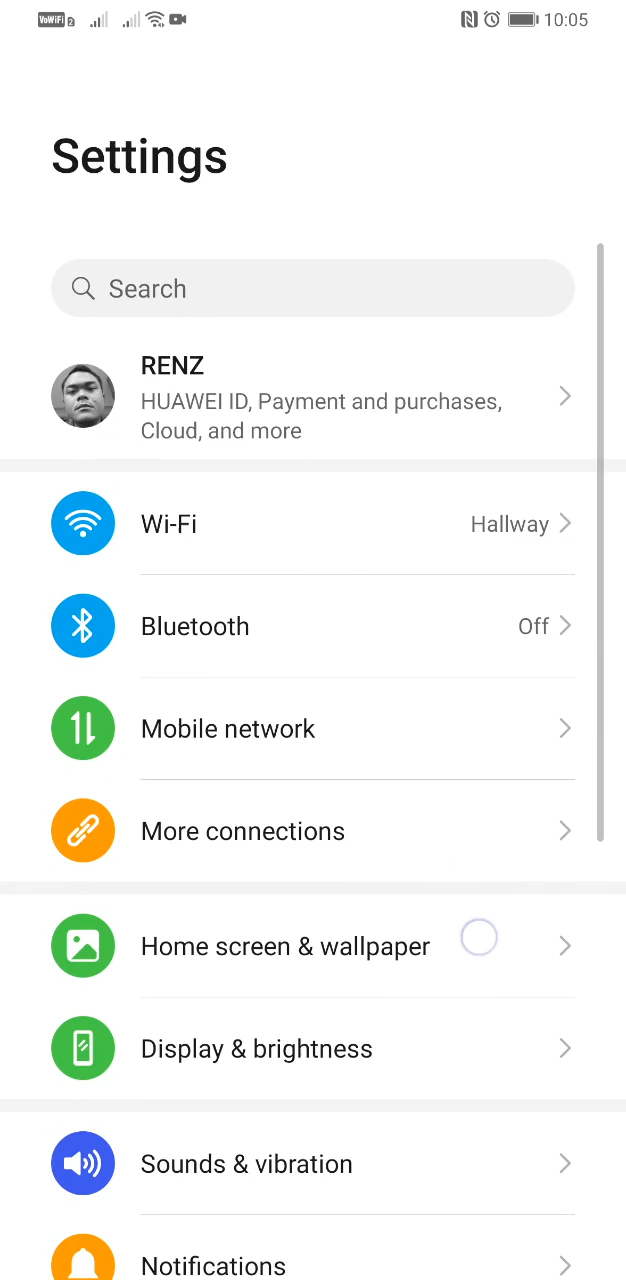 VoWiFi 2
10:05
Settings
Search
RENZ
HUAWEI ID, Payment and purchases,
Cloud, and more
Wi-Fi
Hallway
Bluetooth
Off
Mobile network
More connections
Home screen & wallpaper
Display & brightness
Sounds & vibration
Notifications